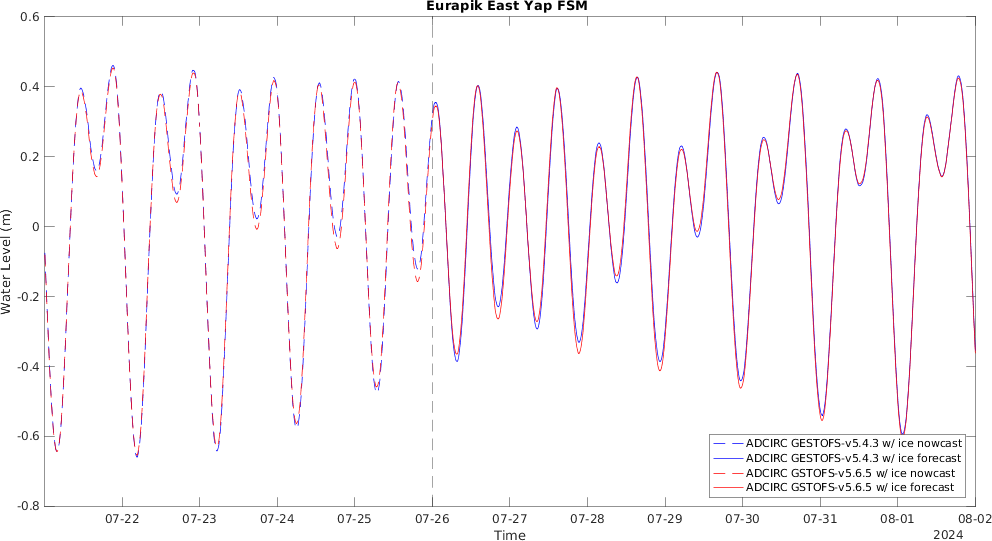 Eurapik East Yap FSM
0.6
0.4
0.2
0
-0.2
-0.4
-0.6
-0.8
Water Level (m)
ADCIRC GESTOFS-v5.4.3 w/ ice nowcast
ADCIRC GESTOFS-v5.4.3 w/ ice forecast
ADCIRC GSTOFS-v5.6.5 w/ ice nowcast
ADCIRC GSTOFS-v5.6.5 w/ ice forecast
07-22 07-23 07-24 07-25 07-26 07-27 07-28 07-29 07-30 07-31 08-01 08-02
Time
2024